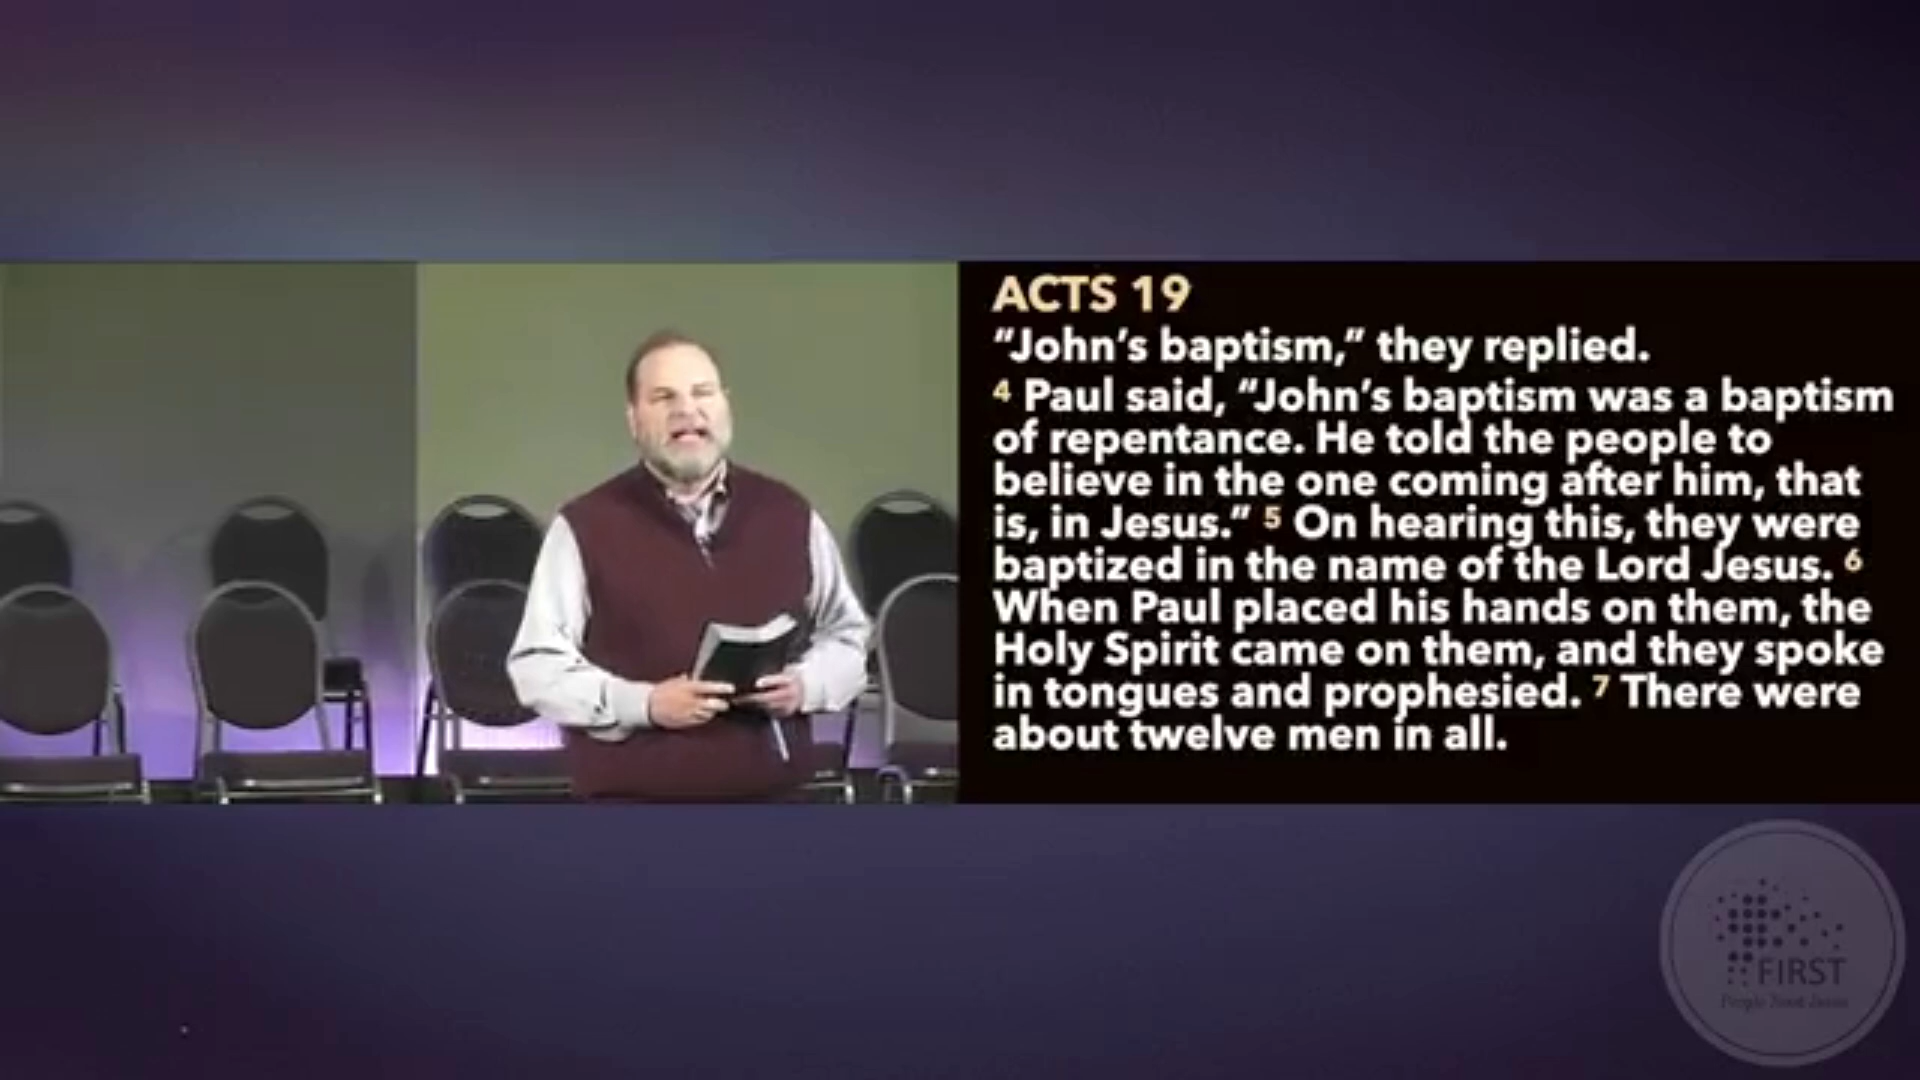 ACTS 19
“John’s baptism,” they replied.
4 Paul said, “John’s baptism was a baptism
of repentance. He told the people to
believe in the one coming after him, that
is, in Jesus.” 5 On hearing this, they were
baptized in the name of the Lord Jesus. 6
When Paul placed his hands on them, the
Holy Spirit came on them, and they spoke
in tongues and prophesied. 7 There were
about twelve men in all.
FIRST
People Need Jesus